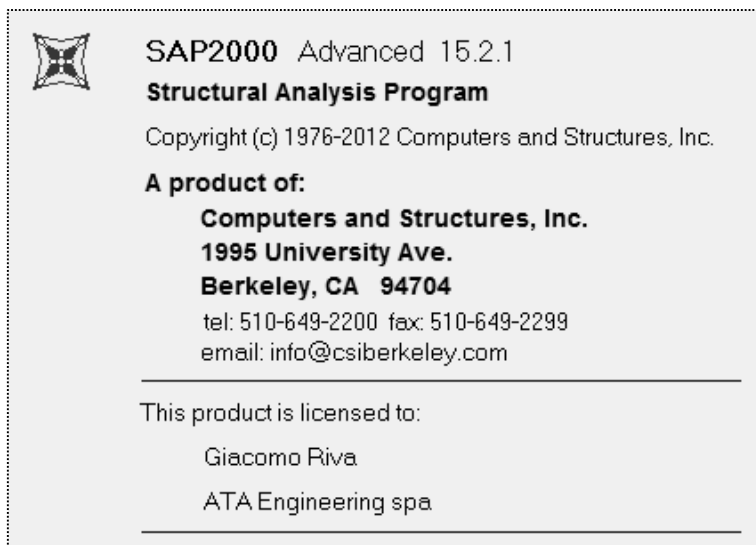 SAP2000 Advanced 15.2.1
Structural Analysis Program
Copyright (c) 1976-2012 Computers and Structures, Inc.
A product of:
Computers and Structures, Inc.
1995 University Ave.
Berkeley, CA 94704
tel: 510-649-2200 fax: 510-649-2299
email: info@csiberkeley.com
This product is licensed to:
Giacomo Riva
ATA Engineering spa